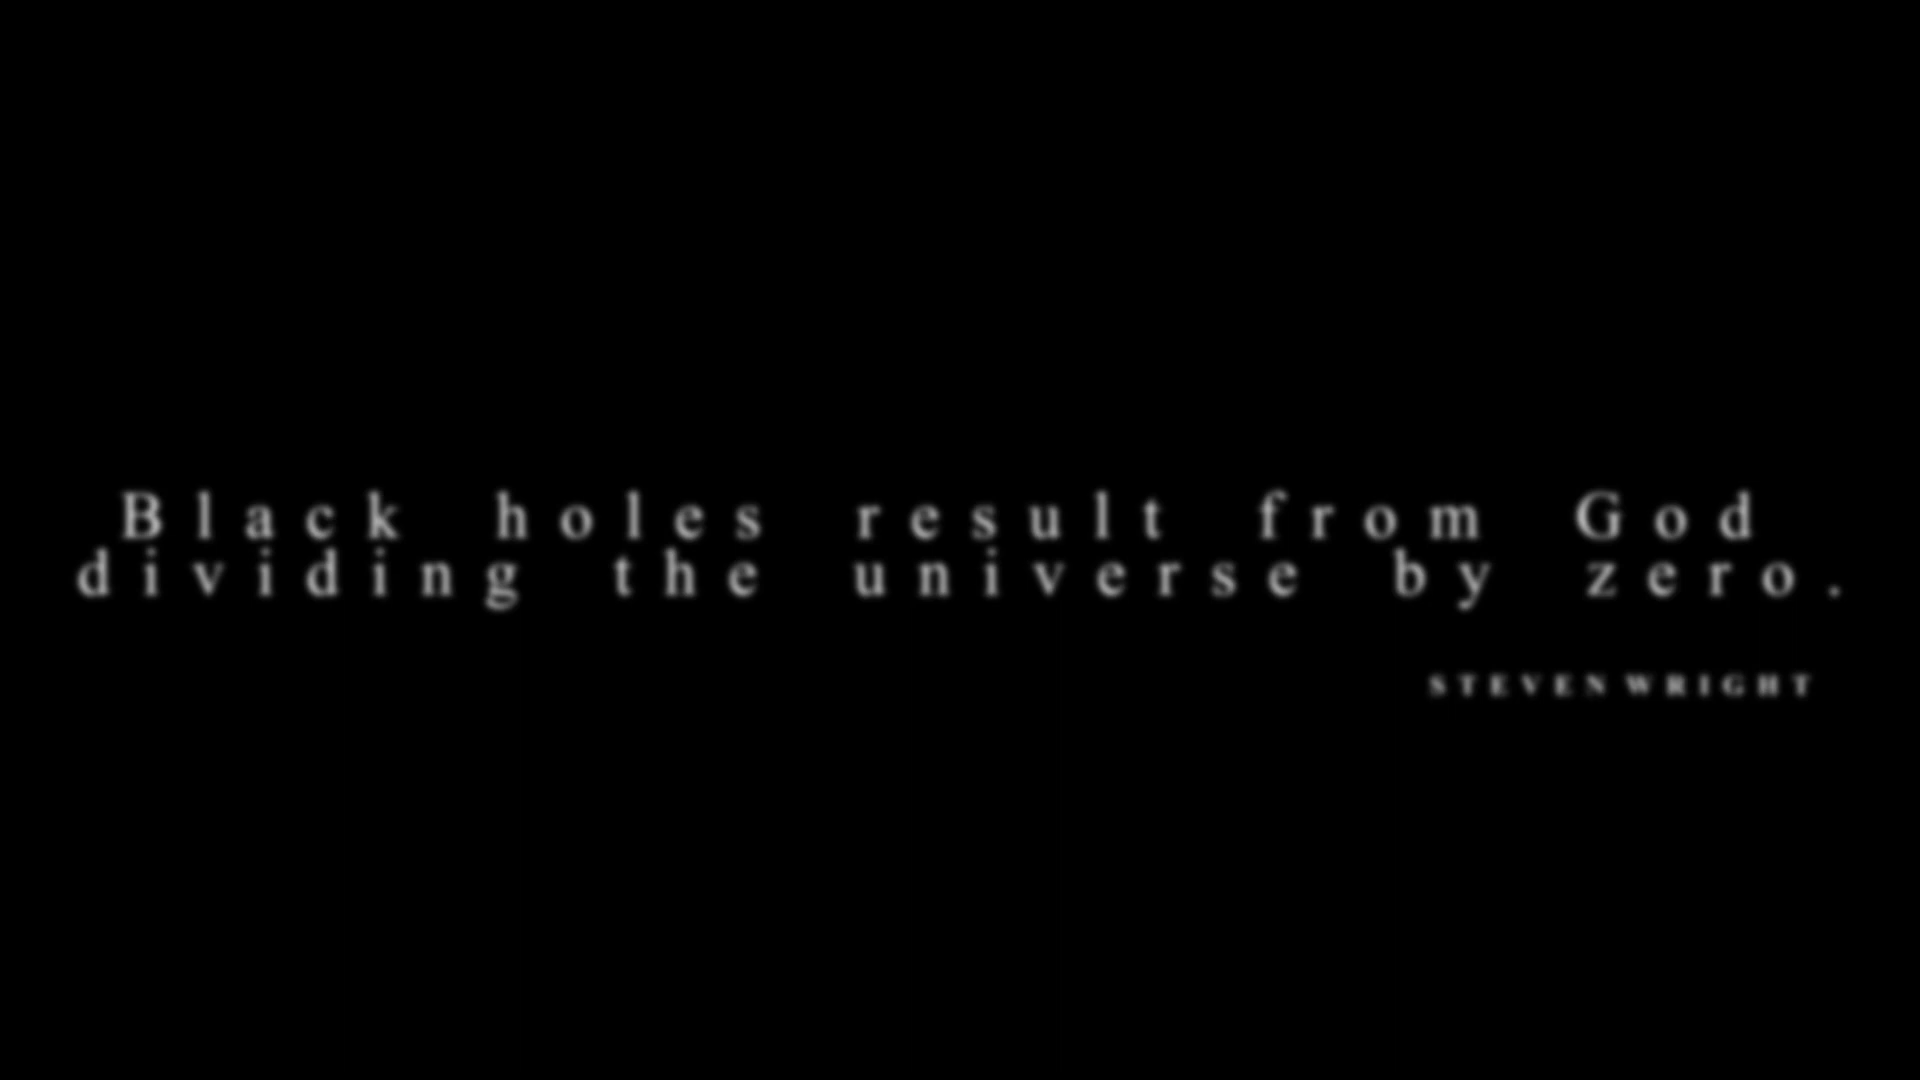 Black holes result from God
dividing the universe by zero.
STEVEN WRIGHT